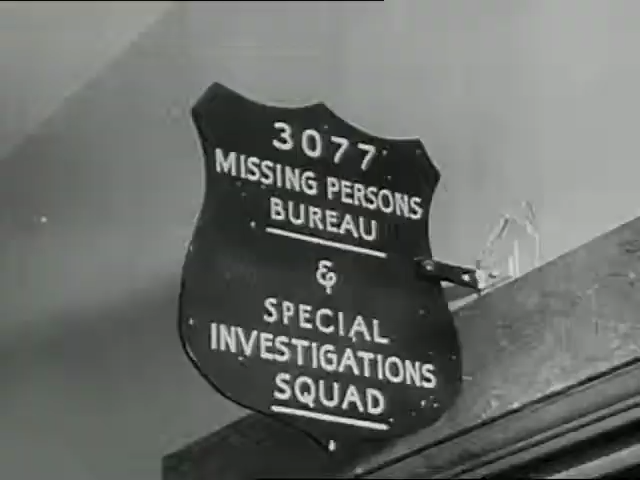 3077
MISSING PERSONS
BUREAU
&
SPECIAL
INVESTIGATIONS
SQUAD